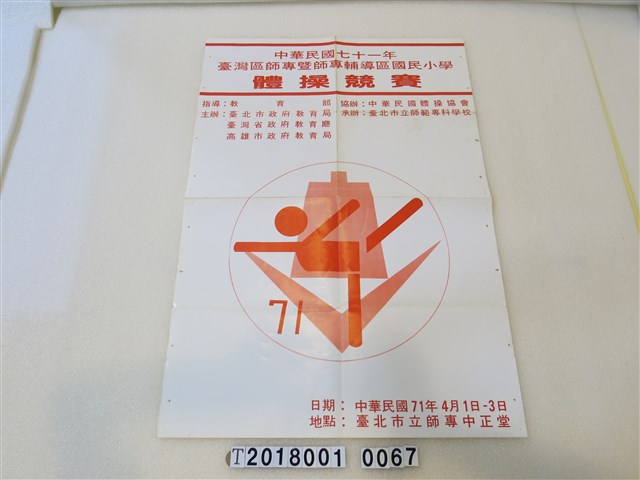 中華民國七十一年
臺灣區師專暨師專輔導區國民小學
體操競賽
指導：教育部
主辦：臺北市政府教育局
臺灣省政府教育廳
高雄市政府教育局
協辦：中華民國體操協會
承辦：臺北市立師範專科學校
71
日期：中華民國71年4月1日-3日
地點：臺北市立師專中正堂
T2018001 0067